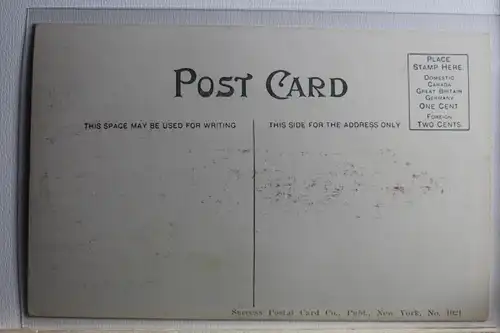 POST CARD
PLACE
STAMP HERE
DOMESTIC
CANADA
GREAT BRITAIN
GERMANY
ONE CENT
FOREIGN
TWO CENTS
THIS SPACE MAY BE USED FOR WRITING
THIS SIDE FOR THE ADDRESS ONLY
Success Postal Card Co., Publ., New York, No. 1021